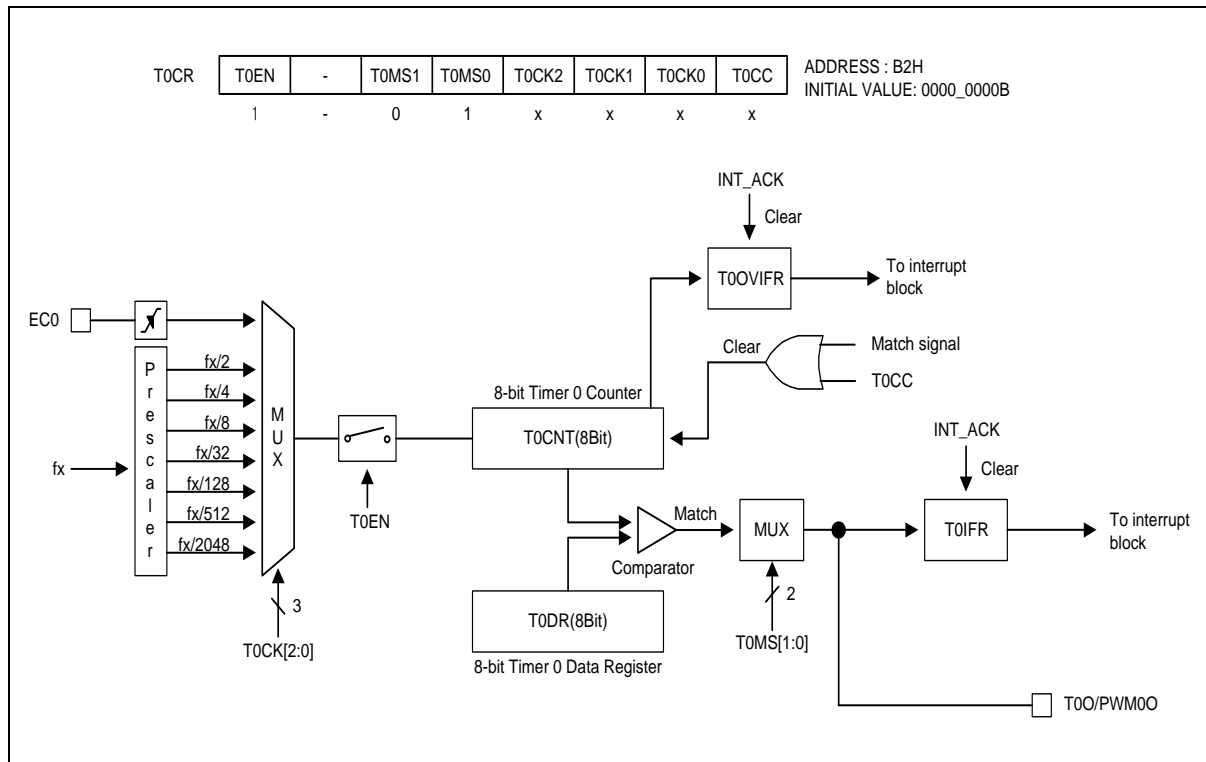 T0CR T0EN - T0MS1 T0MS0 T0CK2 T0CK1 T0CK0 T0CC
ADDRESS : B2H
INITIAL VALUE: 0000_0000B
1 - 0 1 x x x x
INT_ACK
Clear
T0OVIFR
To interrupt
block
EC0
Prescaler
fx
fx/2
fx/4
fx/8
fx/32
fx/128
fx/512
fx/2048
MUX
3
T0CK[2:0]
T0EN
8-bit Timer 0 Counter
T0CNT(8Bit)
Clear
Match signal
T0CC
Match
Comparator
T0DR(8Bit)
8-bit Timer 0 Data Register
MUX
2
T0MS[1:0]
INT_ACK
Clear
T0IFR
To interrupt
block
T0O/PWM0O